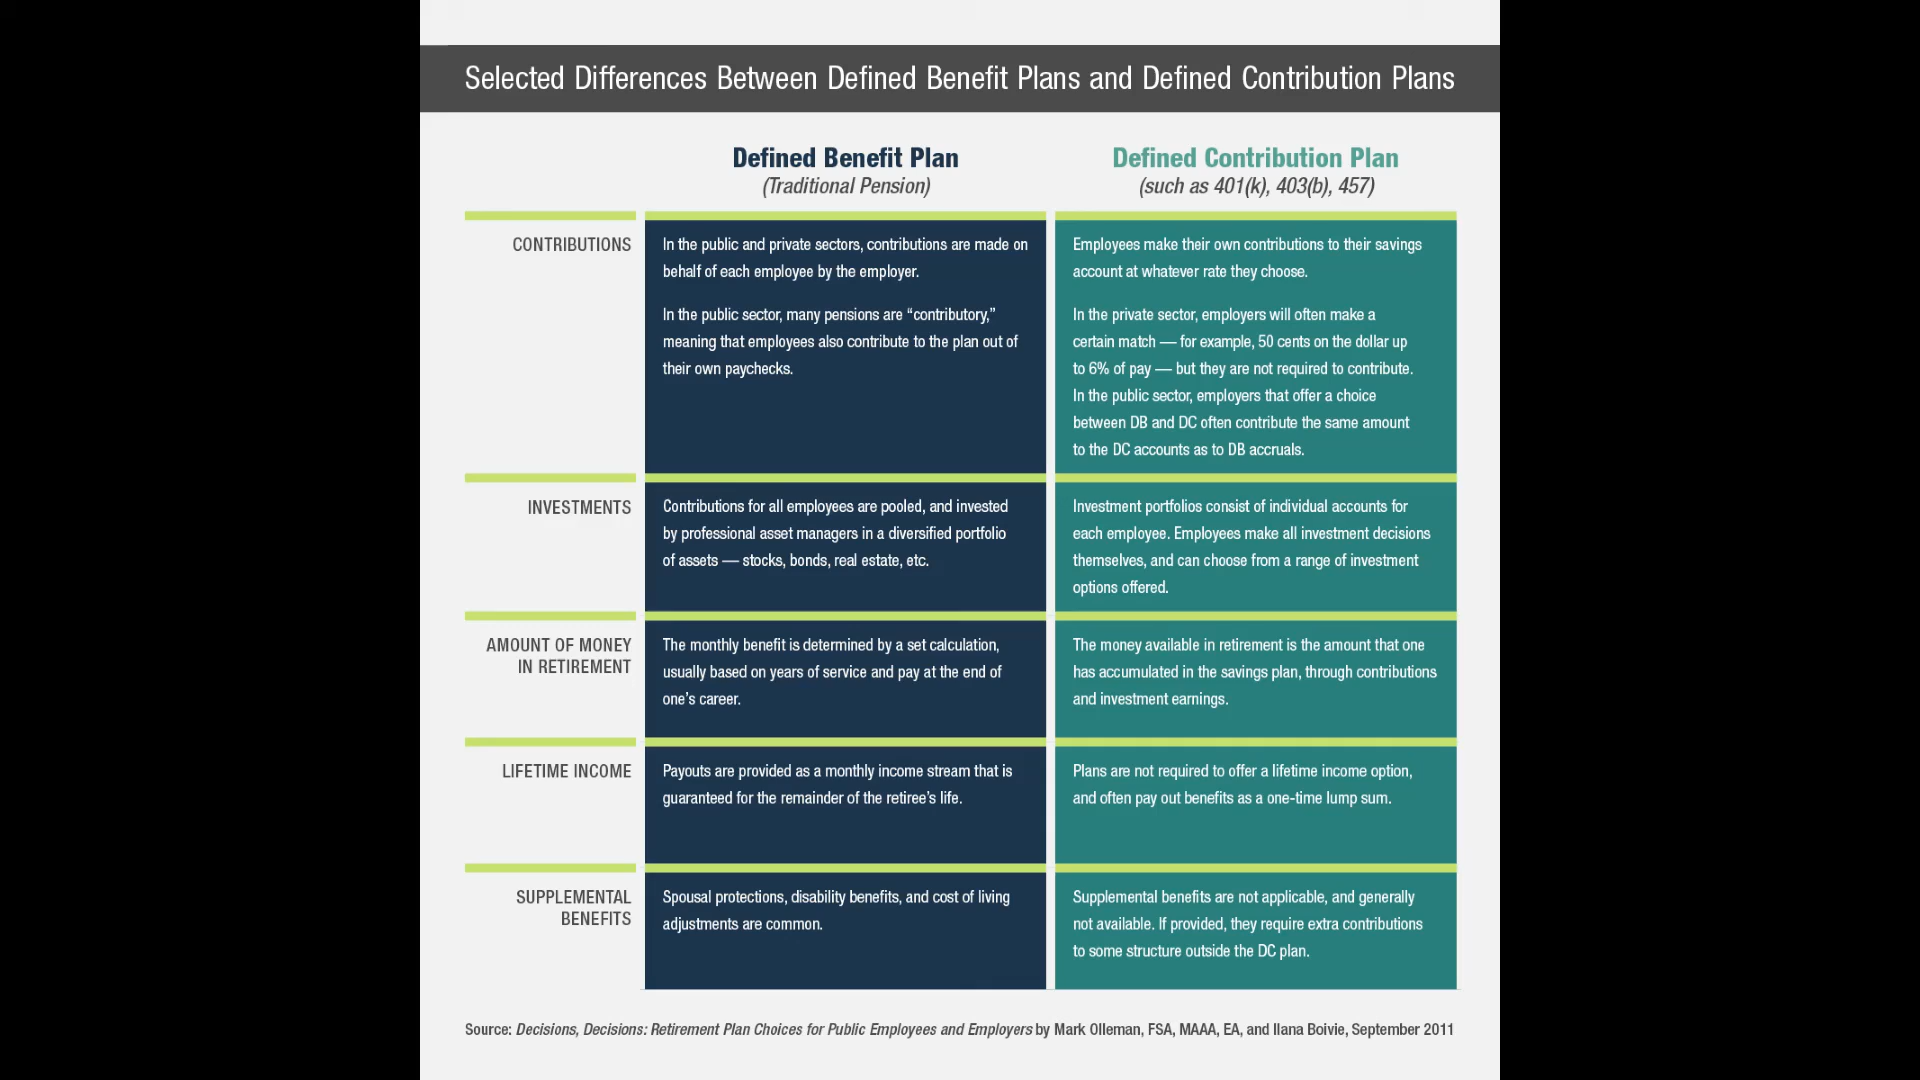 Selected Differences Between Defined Benefit Plans and Defined Contribution Plans
Defined Benefit Plan
(Traditional Pension)
Defined Contribution Plan
(such as 401(k), 403(b), 457)
CONTRIBUTIONS
In the public and private sectors, contributions are made on
behalf of each employee by the employer.
In the public sector, many pensions are “contributory,”
meaning that employees also contribute to the plan out of
their own paychecks.
Employees make their own contributions to their savings
account at whatever rate they choose.
In the private sector, employers will often make a
certain match — for example, 50 cents on the dollar up
to 6% of pay — but they are not required to contribute.
In the public sector, employers that offer a choice
between DB and DC often contribute the same amount
to the DC accounts as to DB accruals.
INVESTMENTS
Contributions for all employees are pooled, and invested
by professional asset managers in a diversified portfolio
of assets — stocks, bonds, real estate, etc.
Investment portfolios consist of individual accounts for
each employee. Employees make all investment decisions
themselves, and can choose from a range of investment
options offered.
AMOUNT OF MONEY
IN RETIREMENT
The monthly benefit is determined by a set calculation,
usually based on years of service and pay at the end of
one’s career.
The money available in retirement is the amount that one
has accumulated in the savings plan, through contributions
and investment earnings.
LIFETIME INCOME
Payouts are provided as a monthly income stream that is
guaranteed for the remainder of the retiree’s life.
Plans are not required to offer a lifetime income option,
and often pay out benefits as a one-time lump sum.
SUPPLEMENTAL
BENEFITS
Spousal protections, disability benefits, and cost of living
adjustments are common.
Supplemental benefits are not applicable, and generally
not available. If provided, they require extra contributions
to some structure outside the DC plan.
Source: Decisions, Decisions: Retirement Plan Choices for Public Employees and Employers by Mark Olleman, FSA, MAAA, EA, and Ilana Boivie, September 2011